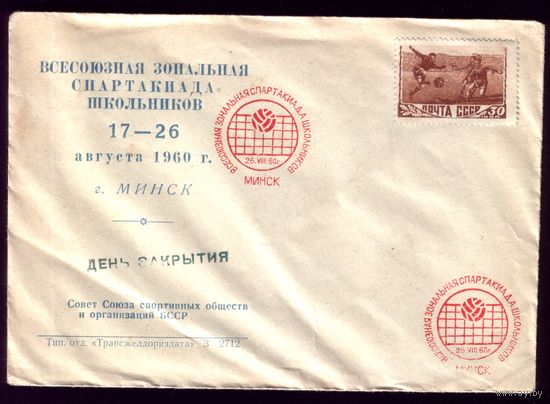 ВСЕСОЮЗНАЯ ЗОНАЛЬНАЯ
СПАРТАКИАДА
ШКОЛЬНИКОВ
17—26
августа 1960 г.
г. МИНСК
ДЕНЬ ЗАКРЫТИЯ
Совет Союза спортивных обществ
и организаций БССР
Тип. отд. «Трансжелдориздата» З 2712
ВСЕСОЮЗНАЯ ЗОНАЛЬНАЯ СПАРТАКИАДА ШКОЛЬНИКОВ
26.VIII.60г.
МИНСК
ПОЧТА СССР
30
ВСЕСОЮЗНАЯ ЗОНАЛЬНАЯ СПАРТАКИАДА ШКОЛЬНИКОВ
26.VIII.60г.
МИНСК